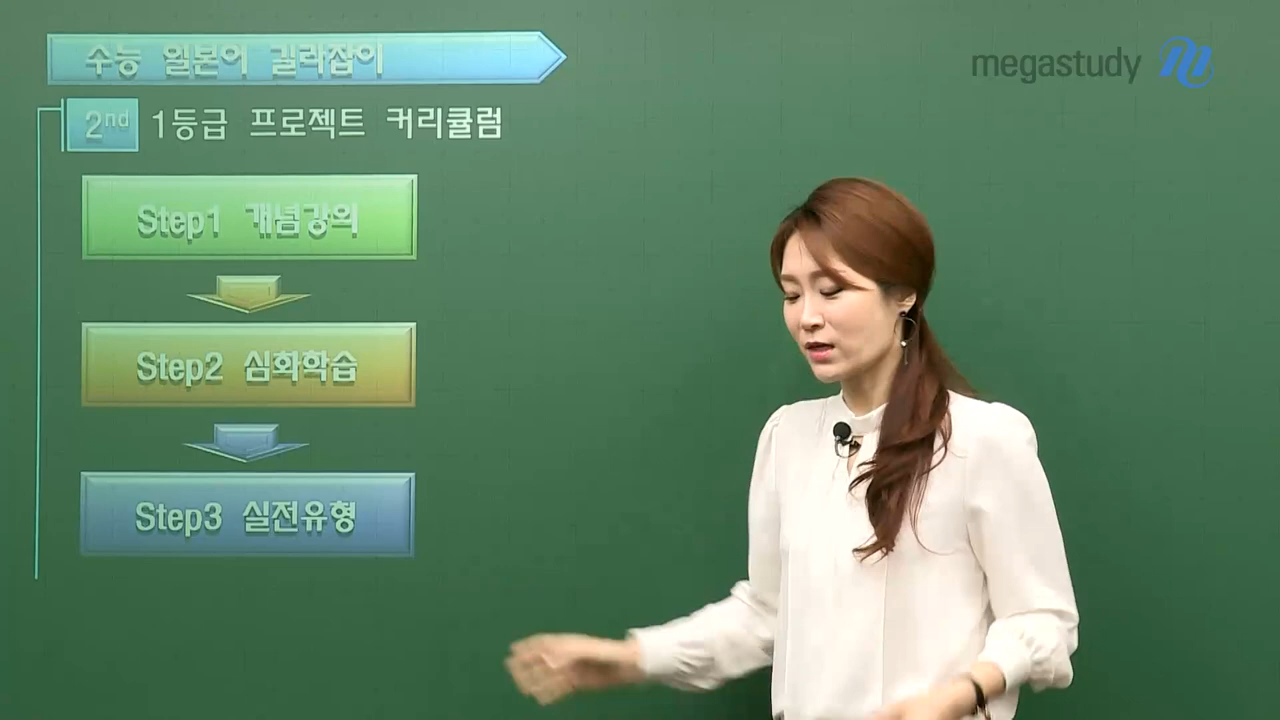 수능 일본어 길라잡이
megastudy
2nd 1등급 프로젝트 커리큘럼
Step1 개념강의
Step2 심화학습
Step3 실전유형